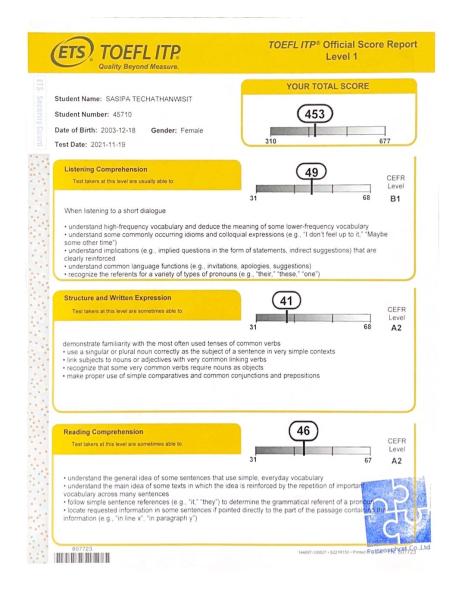 ETS TOEFL ITP®
Quality Beyond Measure.
TOEFL ITP® Official Score Report
Level 1
ETS Security Guard
Student Name: SASIPA TECHATHANWISIT
Student Number: 45710
Date of Birth: 2003-12-18 Gender: Female
Test Date: 2021-11-19
YOUR TOTAL SCORE
453
310 677
Listening Comprehension
Test takers at this level are usually able to:
49
31 68
CEFR
Level
B1
When listening to a short dialogue
• understand high-frequency vocabulary and deduce the meaning of some lower-frequency vocabulary
• understand some commonly occurring idioms and colloquial expressions (e.g., "I don't feel up to it," "Maybe
some other time")
• understand implications (e.g., implied questions in the form of statements, indirect suggestions) that are
clearly reinforced
• understand common language functions (e.g., invitations, apologies, suggestions)
• recognize the referents for a variety of types of pronouns (e.g., "their," "these," "one")
Structure and Written Expression
Test takers at this level are sometimes able to:
41
31 68
CEFR
Level
A2
demonstrate familiarity with the most often used tenses of common verbs
• use a singular or plural noun correctly as the subject of a sentence in very simple contexts
• link subjects to nouns or adjectives with very common linking verbs
• recognize that some very common verbs require nouns as objects
• make proper use of simple comparatives and common conjunctions and prepositions
Reading Comprehension
Test takers at this level are sometimes able to:
46
31 67
CEFR
Level
A2
• understand the general idea of some sentences that use simple, everyday vocabulary
• understand the main idea of some texts in which the idea is reinforced by the repetition of important
vocabulary across many sentences
• follow simple sentence references (e.g., "it," "they") to determine the grammatical referent of a pronoun
• locate requested information in some sentences if pointed directly to the part of the passage
information (e.g., "in line x", "in paragraph y")
807723
Co.,Ltd